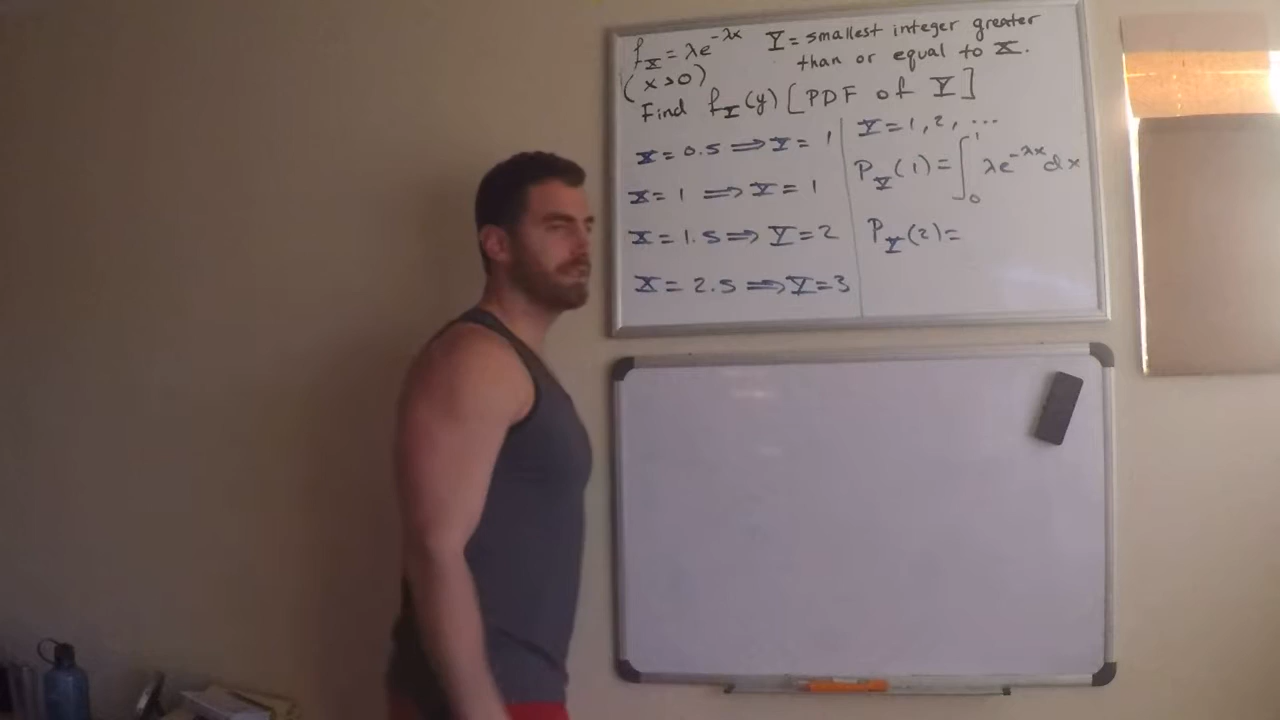 f_X = λe^{-λx} Y = smallest integer greater
(x>0) than or equal to X.
Find f_Y(y) [PDF of Y]
X = 0.5 ⟹ Y = 1
X = 1 ⟹ Y = 1
X = 1.5 ⟹ Y = 2
X = 2.5 ⟹ Y = 3
Y = 1, 2, ...
P_Y(1) = ∫_0^1 λe^{-λx} dx
P_Y(2) =